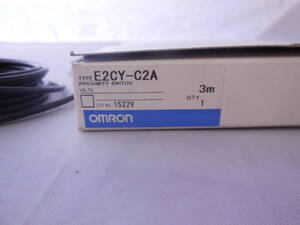 TYPE E2CY-C2A
PROXIMITY SWITCH
VOLTS 3m
LOT No. 1522V QTY 1
OMRON